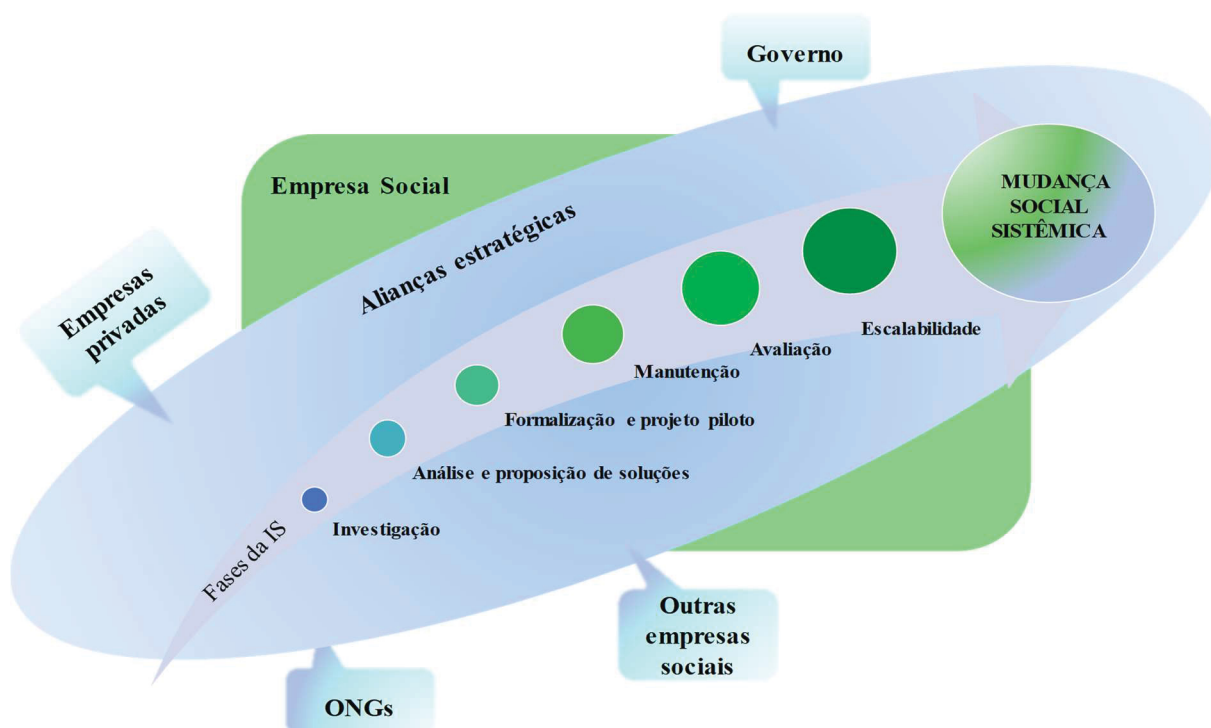 Governo
Empresa Social
Alianças estratégicas
Empresas
privadas
MUDANÇA
SOCIAL
SISTÊMICA
Escalabilidade
Avaliação
Manutenção
Formalização e projeto piloto
Análise e proposição de soluções
Investigação
Fases da IS
Outras
empresas
sociais
ONGs